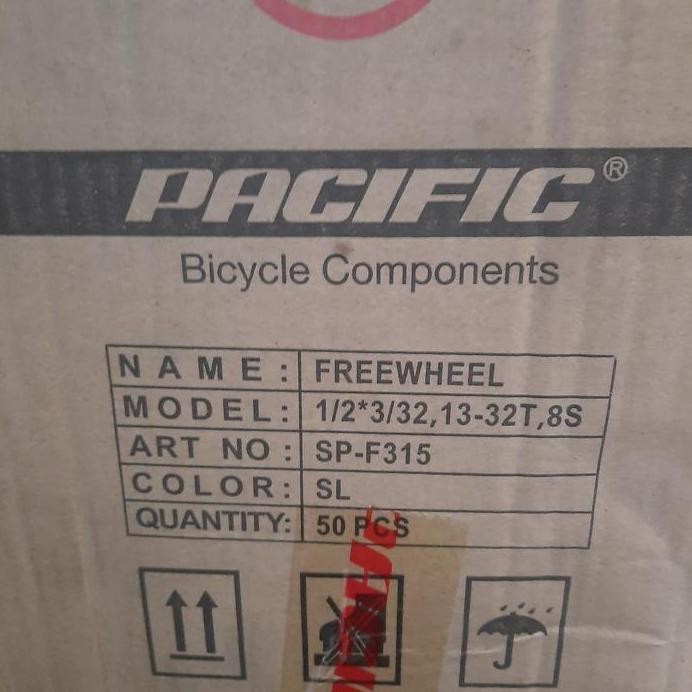 PACIFIC®
Bicycle Components
NAME: FREEWHEEL
MODEL: 1/2*3/32,13-32T,8S
ART NO: SP-F315
COLOR: SL
QUANTITY: 50 PCS